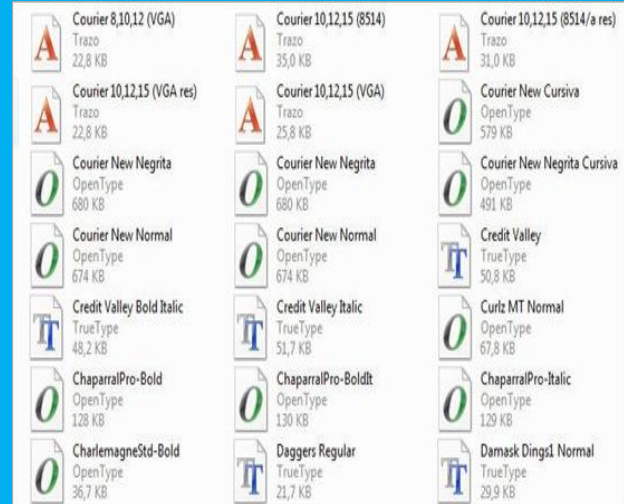 Courier 8,10,12 (VGA)
Trazo
22,8 KB
Courier 10,12,15 (8514)
Trazo
35,0 KB
Courier 10,12,15 (8514/a res)
Trazo
31,0 KB
Courier 10,12,15 (VGA res)
Trazo
22,8 KB
Courier 10,12,15 (VGA)
Trazo
25,8 KB
Courier New Cursiva
OpenType
579 KB
Courier New Negrita
OpenType
680 KB
Courier New Negrita
OpenType
680 KB
Courier New Negrita Cursiva
OpenType
491 KB
Courier New Normal
OpenType
674 KB
Courier New Normal
OpenType
674 KB
Credit Valley
TrueType
50,8 KB
Credit Valley Bold Italic
TrueType
48,2 KB
Credit Valley Italic
TrueType
51,7 KB
Curlz MT Normal
OpenType
67,8 KB
ChaparralPro-Bold
OpenType
128 KB
ChaparralPro-BoldIt
OpenType
130 KB
ChaparralPro-Italic
OpenType
129 KB
CharlemagneStd-Bold
OpenType
36,7 KB
Daggers Regular
TrueType
21,7 KB
Damask Dings1 Normal
TrueType
29,9 KB